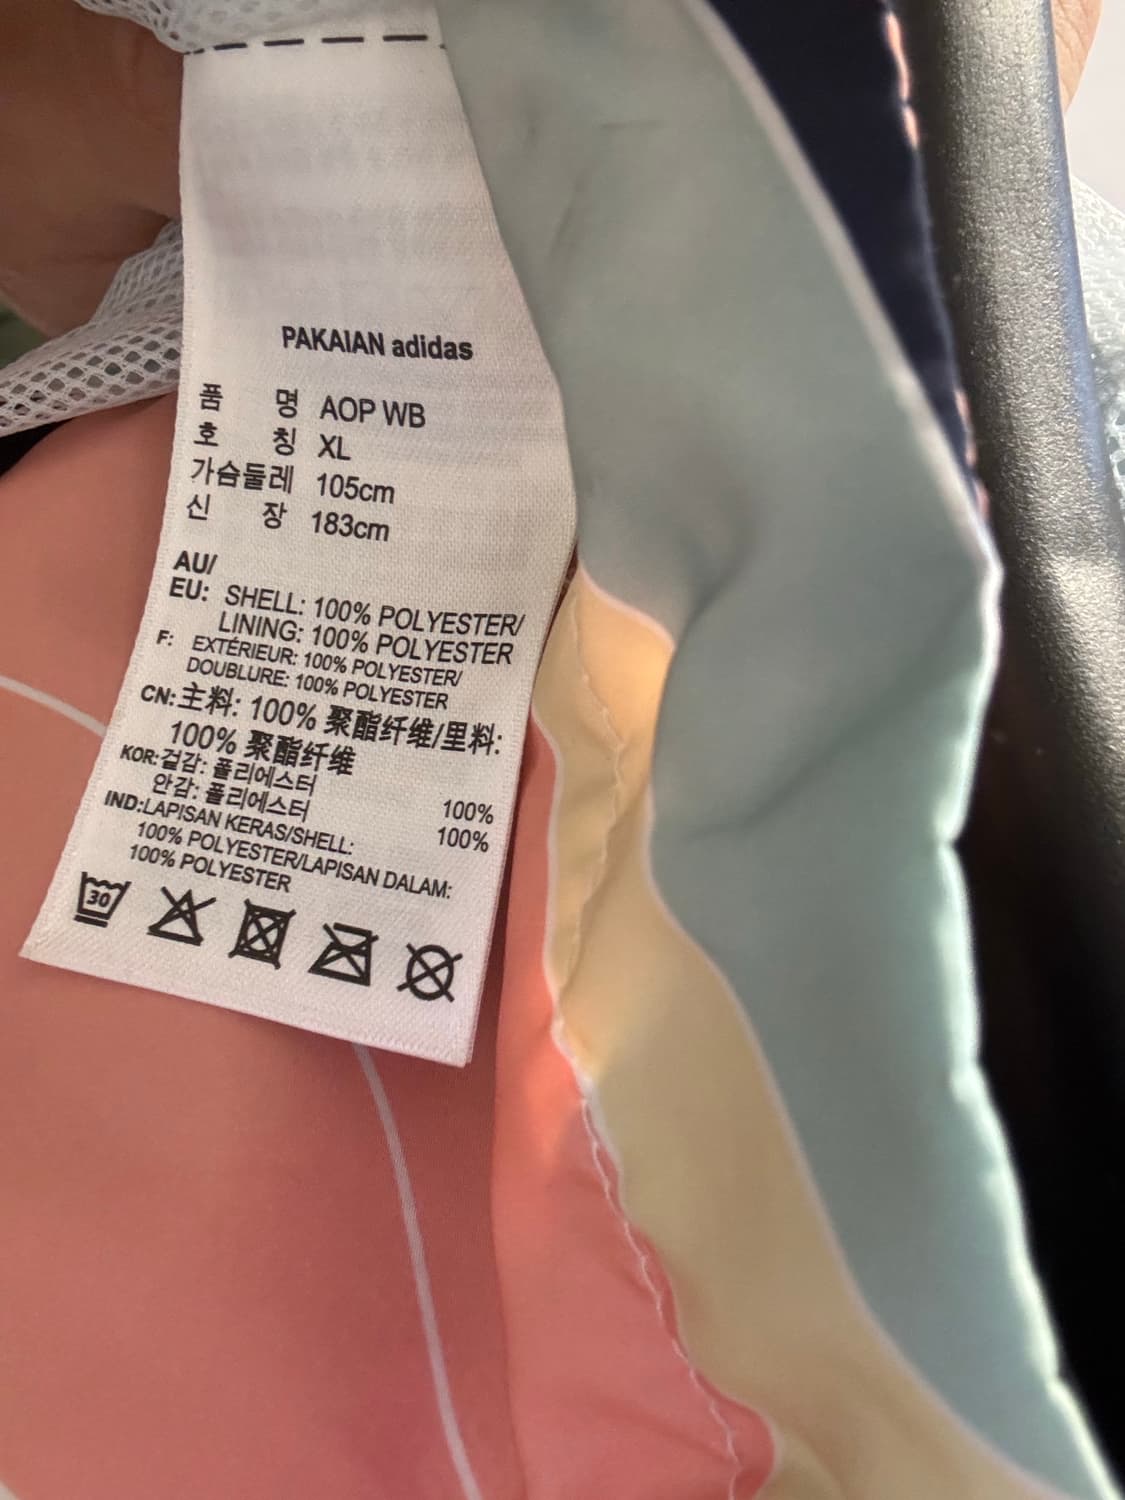 PAKAIAN adidas
품 명 AOP WB
호 칭 XL
가슴둘레 105cm
신 장 183cm
AU/
EU: SHELL: 100% POLYESTER/
LINING: 100% POLYESTER
F: EXTÉRIEUR: 100% POLYESTER/
DOUBLURE: 100% POLYESTER
CN: 主料: 100% 聚酯纤维/里料:
100% 聚酯纤维
KOR: 겉감: 폴리에스터 100%
안감: 폴리에스터 100%
IND: LAPISAN KERAS/SHELL:
100% POLYESTER/LAPISAN DALAM:
100% POLYESTER
30